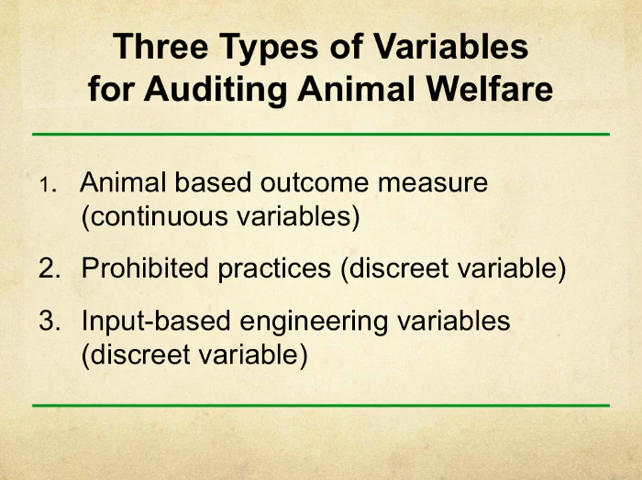 Three Types of Variables
for Auditing Animal Welfare
1. Animal based outcome measure
(continuous variables)
2. Prohibited practices (discreet variable)
3. Input-based engineering variables
(discreet variable)